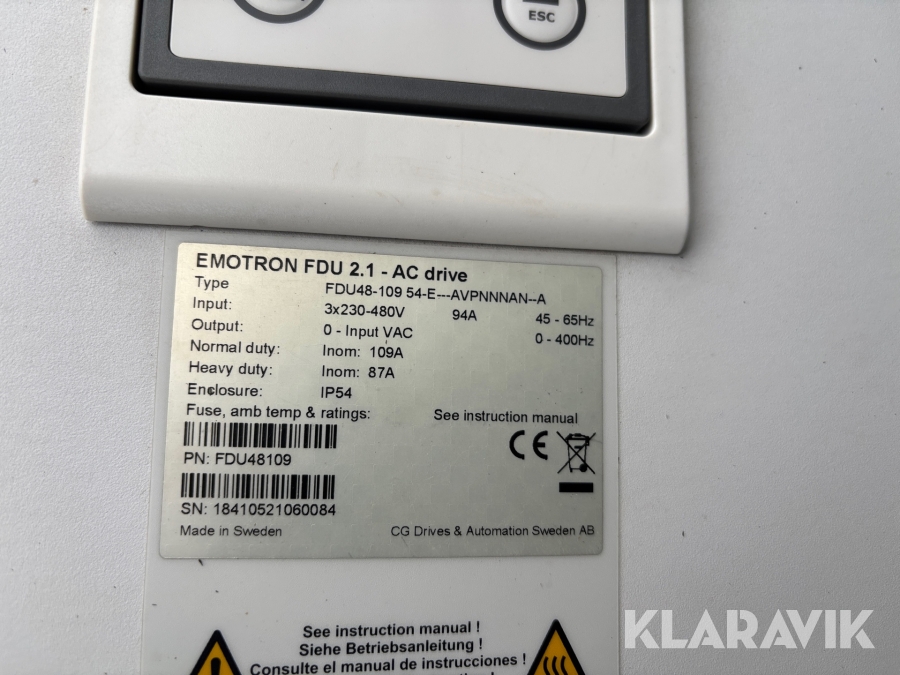 ESC
EMOTRON FDU 2.1 - AC drive
Type FDU48-109 54-E---AVPNNNAN--A
Input: 3x230-480V 94A 45 - 65Hz
Output: 0 - Input VAC 0 - 400Hz
Normal duty: Inom: 109A
Heavy duty: Inom: 87A
Enclosure: IP54
Fuse, amb temp & ratings: See instruction manual
CE
PN: FDU48109
SN: 18410521060084
Made in Sweden CG Drives & Automation Sweden AB
See instruction manual !
Siehe Betriebsanleitung !
Consulte el manual de instrucciones !
KLARAVIK